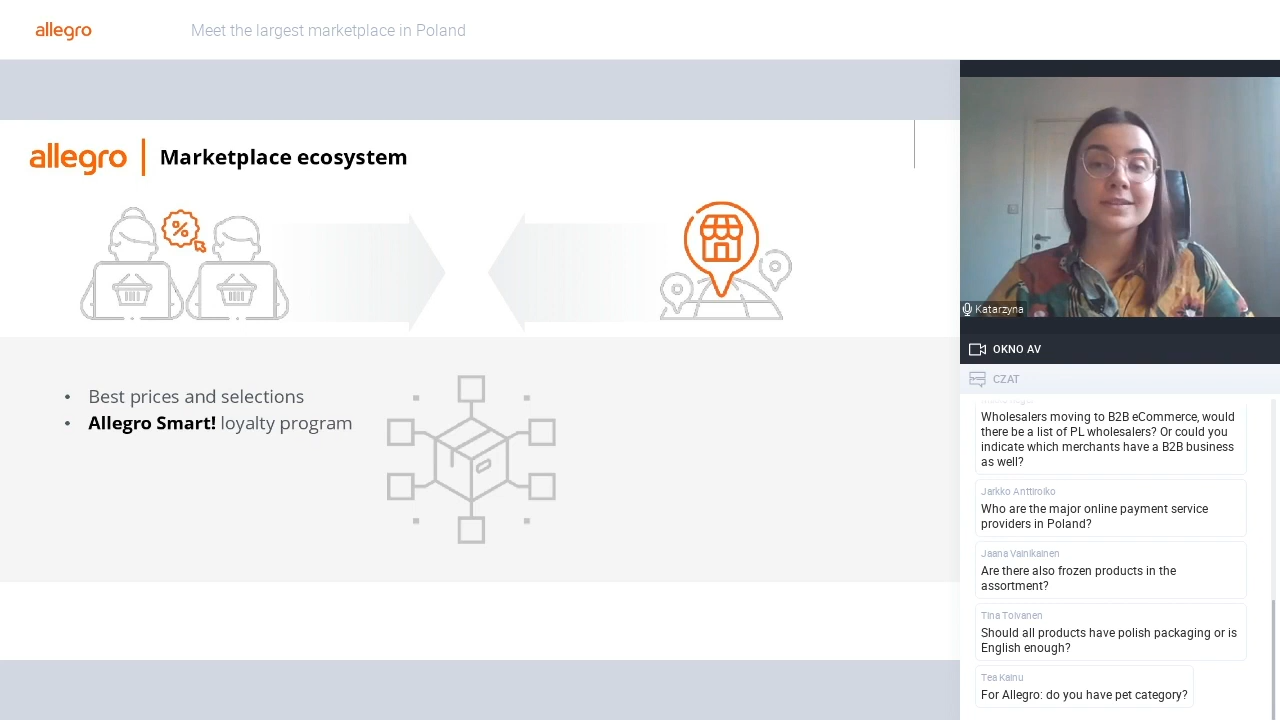 allegro
Meet the largest marketplace in Poland
allegro
Marketplace ecosystem
%
• Best prices and selections
• Allegro Smart! loyalty program
Katarzyna
OKNO AV
CZAT
Wholesalers moving to B2B eCommerce, would
there be a list of PL wholesalers? Or could you
indicate which merchants have a B2B business
as well?
Jarkko Anttiroiko
Who are the major online payment service
providers in Poland?
Jaana Vainikainen
Are there also frozen products in the
assortment?
Tina Toivanen
Should all products have polish packaging or is
English enough?
Tea Kainu
For Allegro: do you have pet category?